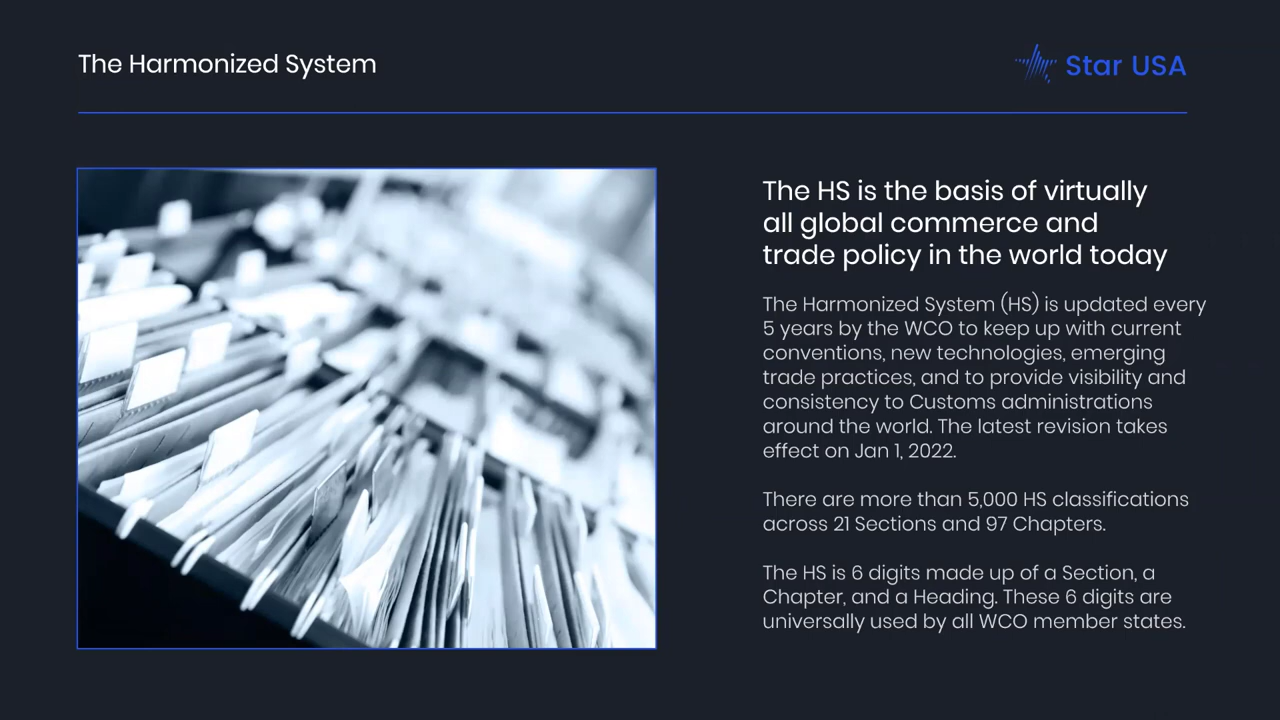 The Harmonized System
Star USA
The HS is the basis of virtually
all global commerce and
trade policy in the world today
The Harmonized System (HS) is updated every
5 years by the WCO to keep up with current
conventions, new technologies, emerging
trade practices, and to provide visibility and
consistency to Customs administrations
around the world. The latest revision takes
effect on Jan 1, 2022.
There are more than 5,000 HS classifications
across 21 Sections and 97 Chapters.
The HS is 6 digits made up of a Section, a
Chapter, and a Heading. These 6 digits are
universally used by all WCO member states.